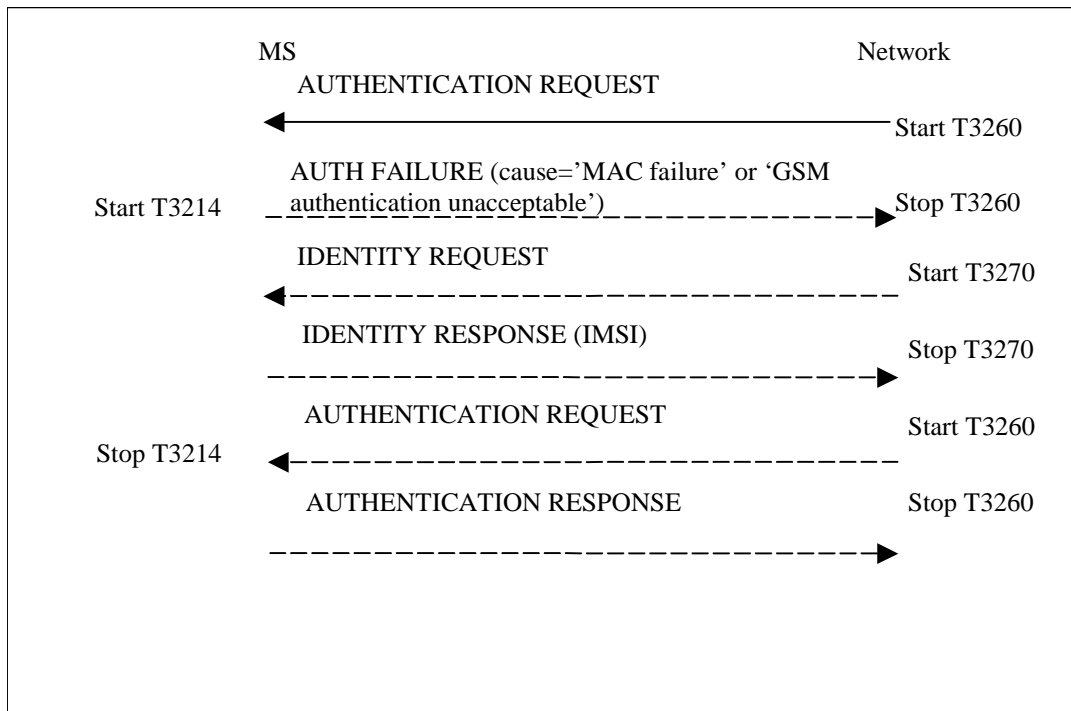 MS Network
AUTHENTICATION REQUEST
Start T3260
AUTH FAILURE (cause=’MAC failure’ or ‘GSM
authentication unacceptable’)
Start T3214
Stop T3260
IDENTITY REQUEST
Start T3270
IDENTITY RESPONSE (IMSI)
Stop T3270
AUTHENTICATION REQUEST
Start T3260
Stop T3214
AUTHENTICATION RESPONSE
Stop T3260